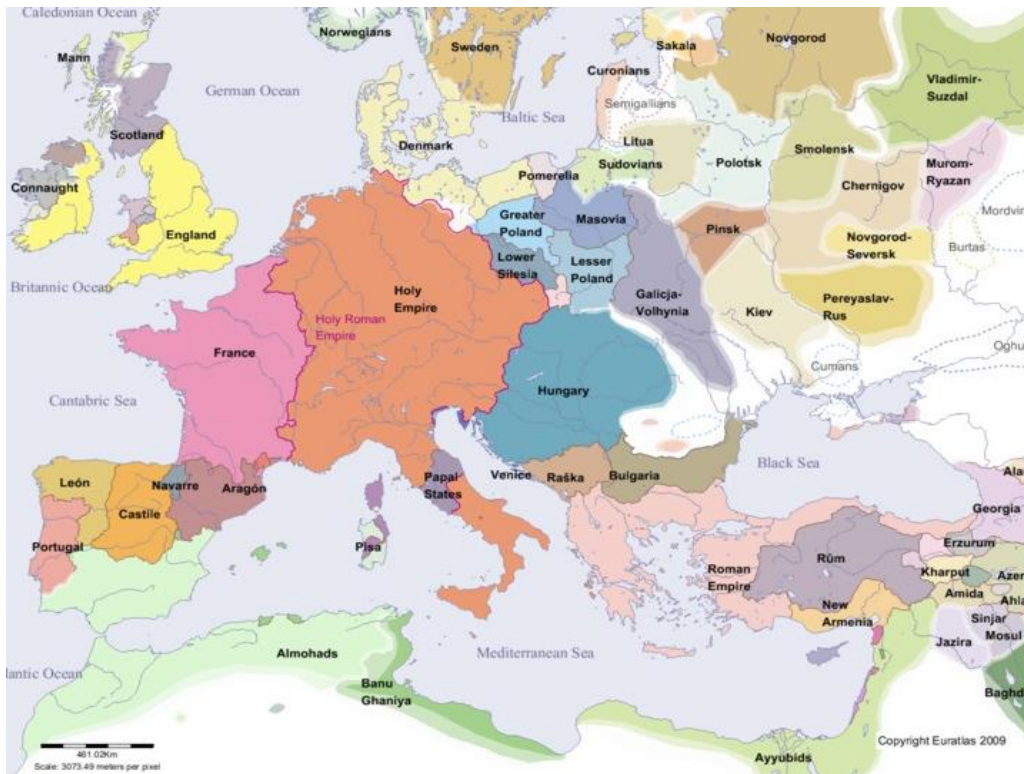 Caledonian Ocean
Norwegians
Sweden
Sakala
Novgorod
Mann
German Ocean
Curonians
Semigallians
Vladimir-
Suzdal
Baltic Sea
Scotland
Denmark
Litua
Smolensk
Sudovians
Polotsk
Murom-
Ryazan
Connaught
Pomerelia
Chernigov
Mordvin
England
Greater
Poland
Masovia
Pinsk
Novgorod-
Seversk
Burtas
Lower
Silesia
Lesser
Poland
Britannic Ocean
Holy
Empire
Galicja-
Volhynia
Kiev
Pereyaslav-
Rus
Holy Roman
Empire
France
Oghu
Cumans
Hungary
Cantabric Sea
Black Sea
León
Navarre
Aragón
Papal
States
Venice
Raška
Bulgaria
Ala
Castile
Georgia
Portugal
Pisa
Erzurum
Roman
Empire
Rûm
Kharput
Azer
Amida
Ahla
New
Armenia
Sinjar
Mosul
Jazira
Almohads
Mediterranean Sea
lantic Ocean
Banu
Ghaniya
Baghd
461.02Km
Scale: 3073.49 meters per pixel
Copyright Euratlas 2009
Ayyubids